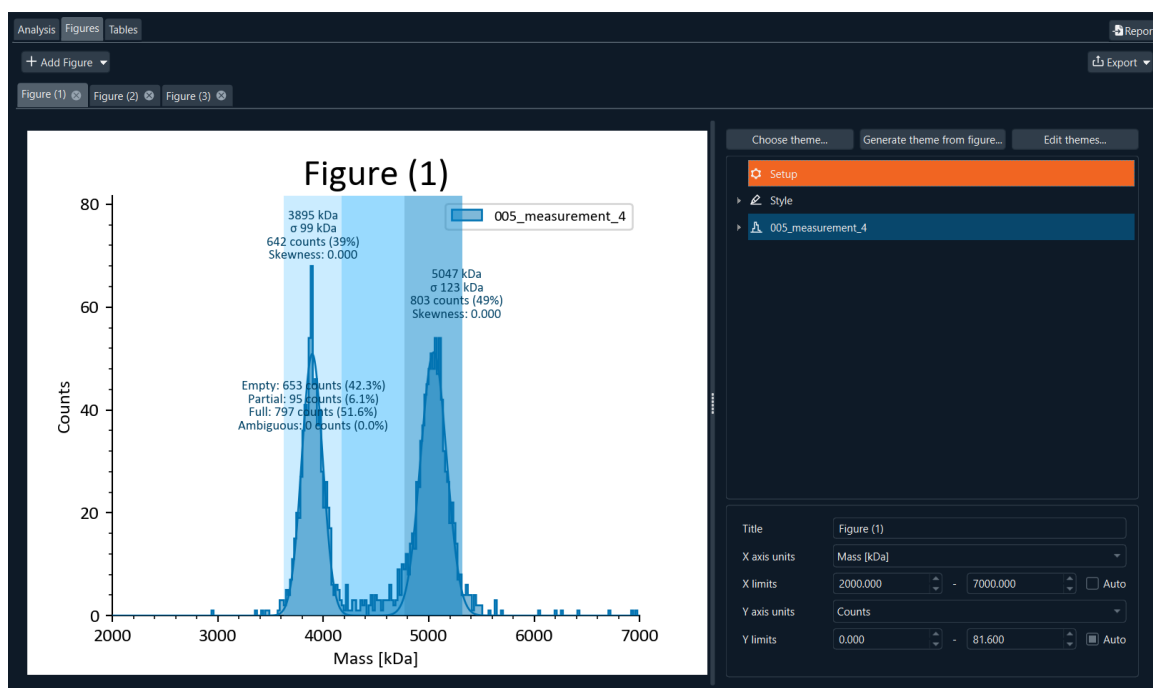 Analysis Figures Tables
Repor
+ Add Figure
Export
Figure (1) Figure (2) Figure (3)
Choose theme... Generate theme from figure... Edit themes...
Setup
Style
005_measurement_4
Figure (1)
005_measurement_4
3895 kDa
σ 99 kDa
642 counts (39%)
Skewness: 0.000
5047 kDa
σ 123 kDa
803 counts (49%)
Skewness: 0.000
Empty: 653 counts (42.3%)
Partial: 95 counts (6.1%)
Full: 797 counts (51.6%)
Ambiguous: 0 counts (0.0%)
Counts
80
60
40
20
0
2000 3000 4000 5000 6000 7000
Mass [kDa]
Title Figure (1)
X axis units Mass [kDa]
X limits 2000.000 - 7000.000 Auto
Y axis units Counts
Y limits 0.000 - 81.600 Auto